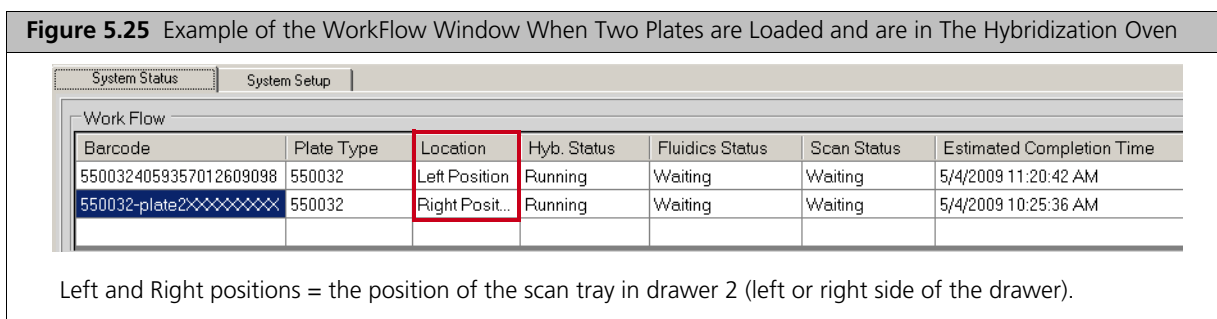 Figure 5.25 Example of the WorkFlow Window When Two Plates are Loaded and are in The Hybridization Oven
System Status System Setup
Work Flow
Barcode Plate Type Location Hyb. Status Fluidics Status Scan Status Estimated Completion Time
5500324059357012609098 550032 Left Position Running Waiting Waiting 5/4/2009 11:20:42 AM
550032-plate2XXXXXXXXX 550032 Right Posit... Running Waiting Waiting 5/4/2009 10:25:36 AM
Left and Right positions = the position of the scan tray in drawer 2 (left or right side of the drawer).